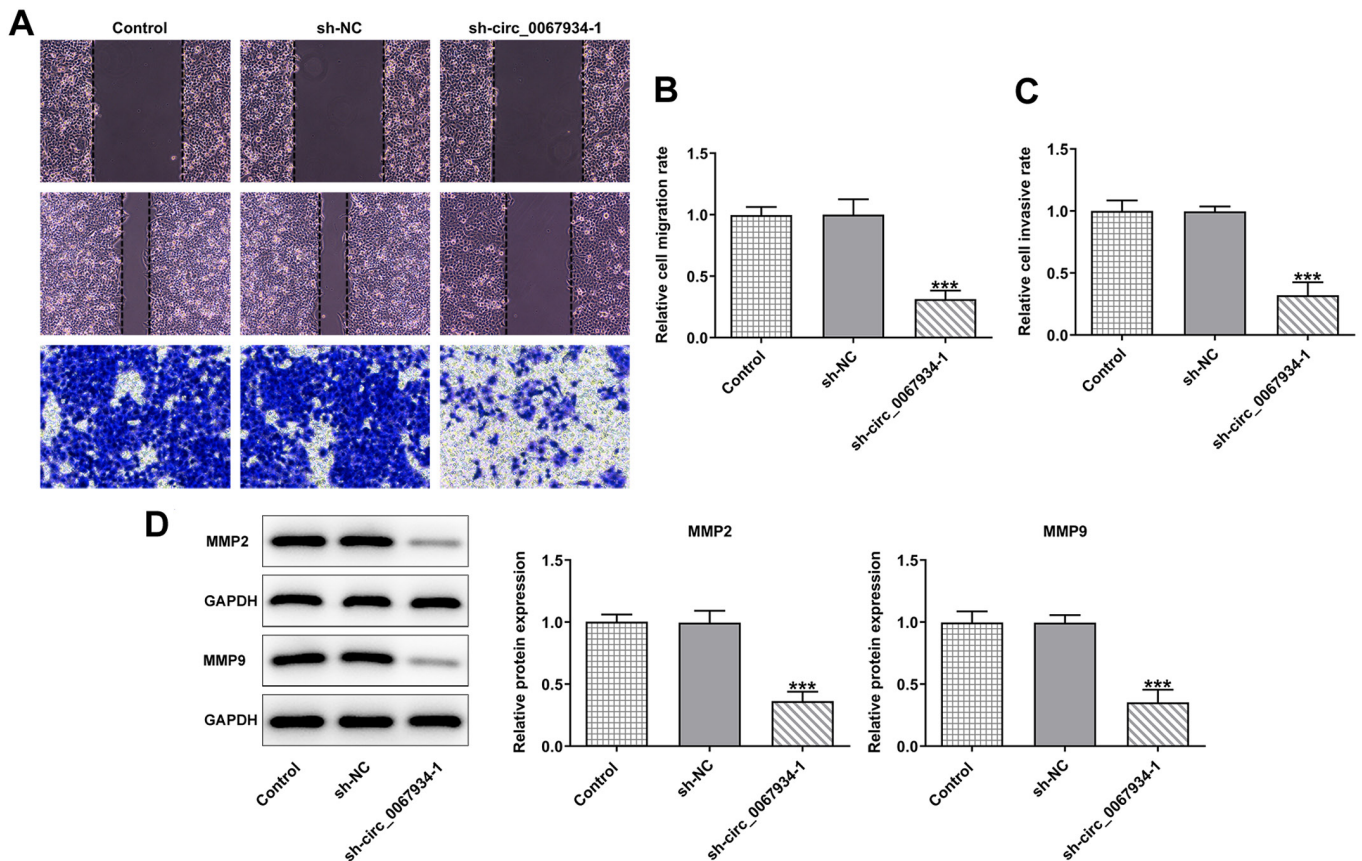 A
Control
sh-NC
sh-circ_0067934-1
B
Relative cell migration rate
1.5
1.0
0.5
0.0
***
Control
sh-NC
sh-circ_0067934-1
C
Relative cell invasive rate
1.5
1.0
0.5
0.0
***
Control
sh-NC
sh-circ_0067934-1
D
MMP2
GAPDH
MMP9
GAPDH
Control
sh-NC
sh-circ_0067934-1
MMP2
Relative protein expression
1.5
1.0
0.5
0.0
***
Control
sh-NC
sh-circ_0067934-1
MMP9
Relative protein expression
1.5
1.0
0.5
0.0
***
Control
sh-NC
sh-circ_0067934-1